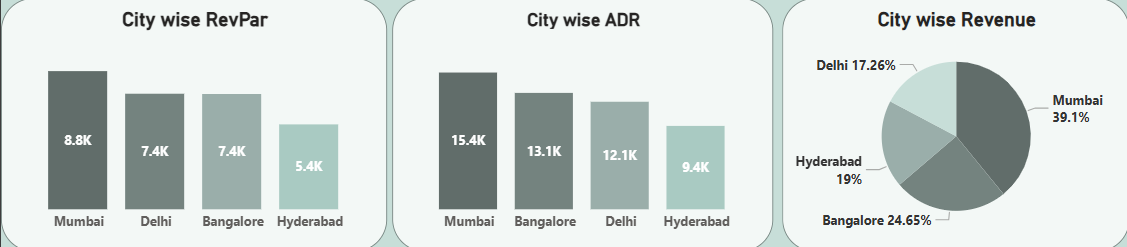 City wise RevPar
8.8K
7.4K
7.4K
5.4K
Mumbai
Delhi
Bangalore
Hyderabad
City wise ADR
15.4K
13.1K
12.1K
9.4K
Mumbai
Bangalore
Delhi
Hyderabad
City wise Revenue
Delhi 17.26%
Mumbai
39.1%
Hyderabad
19%
Bangalore 24.65%